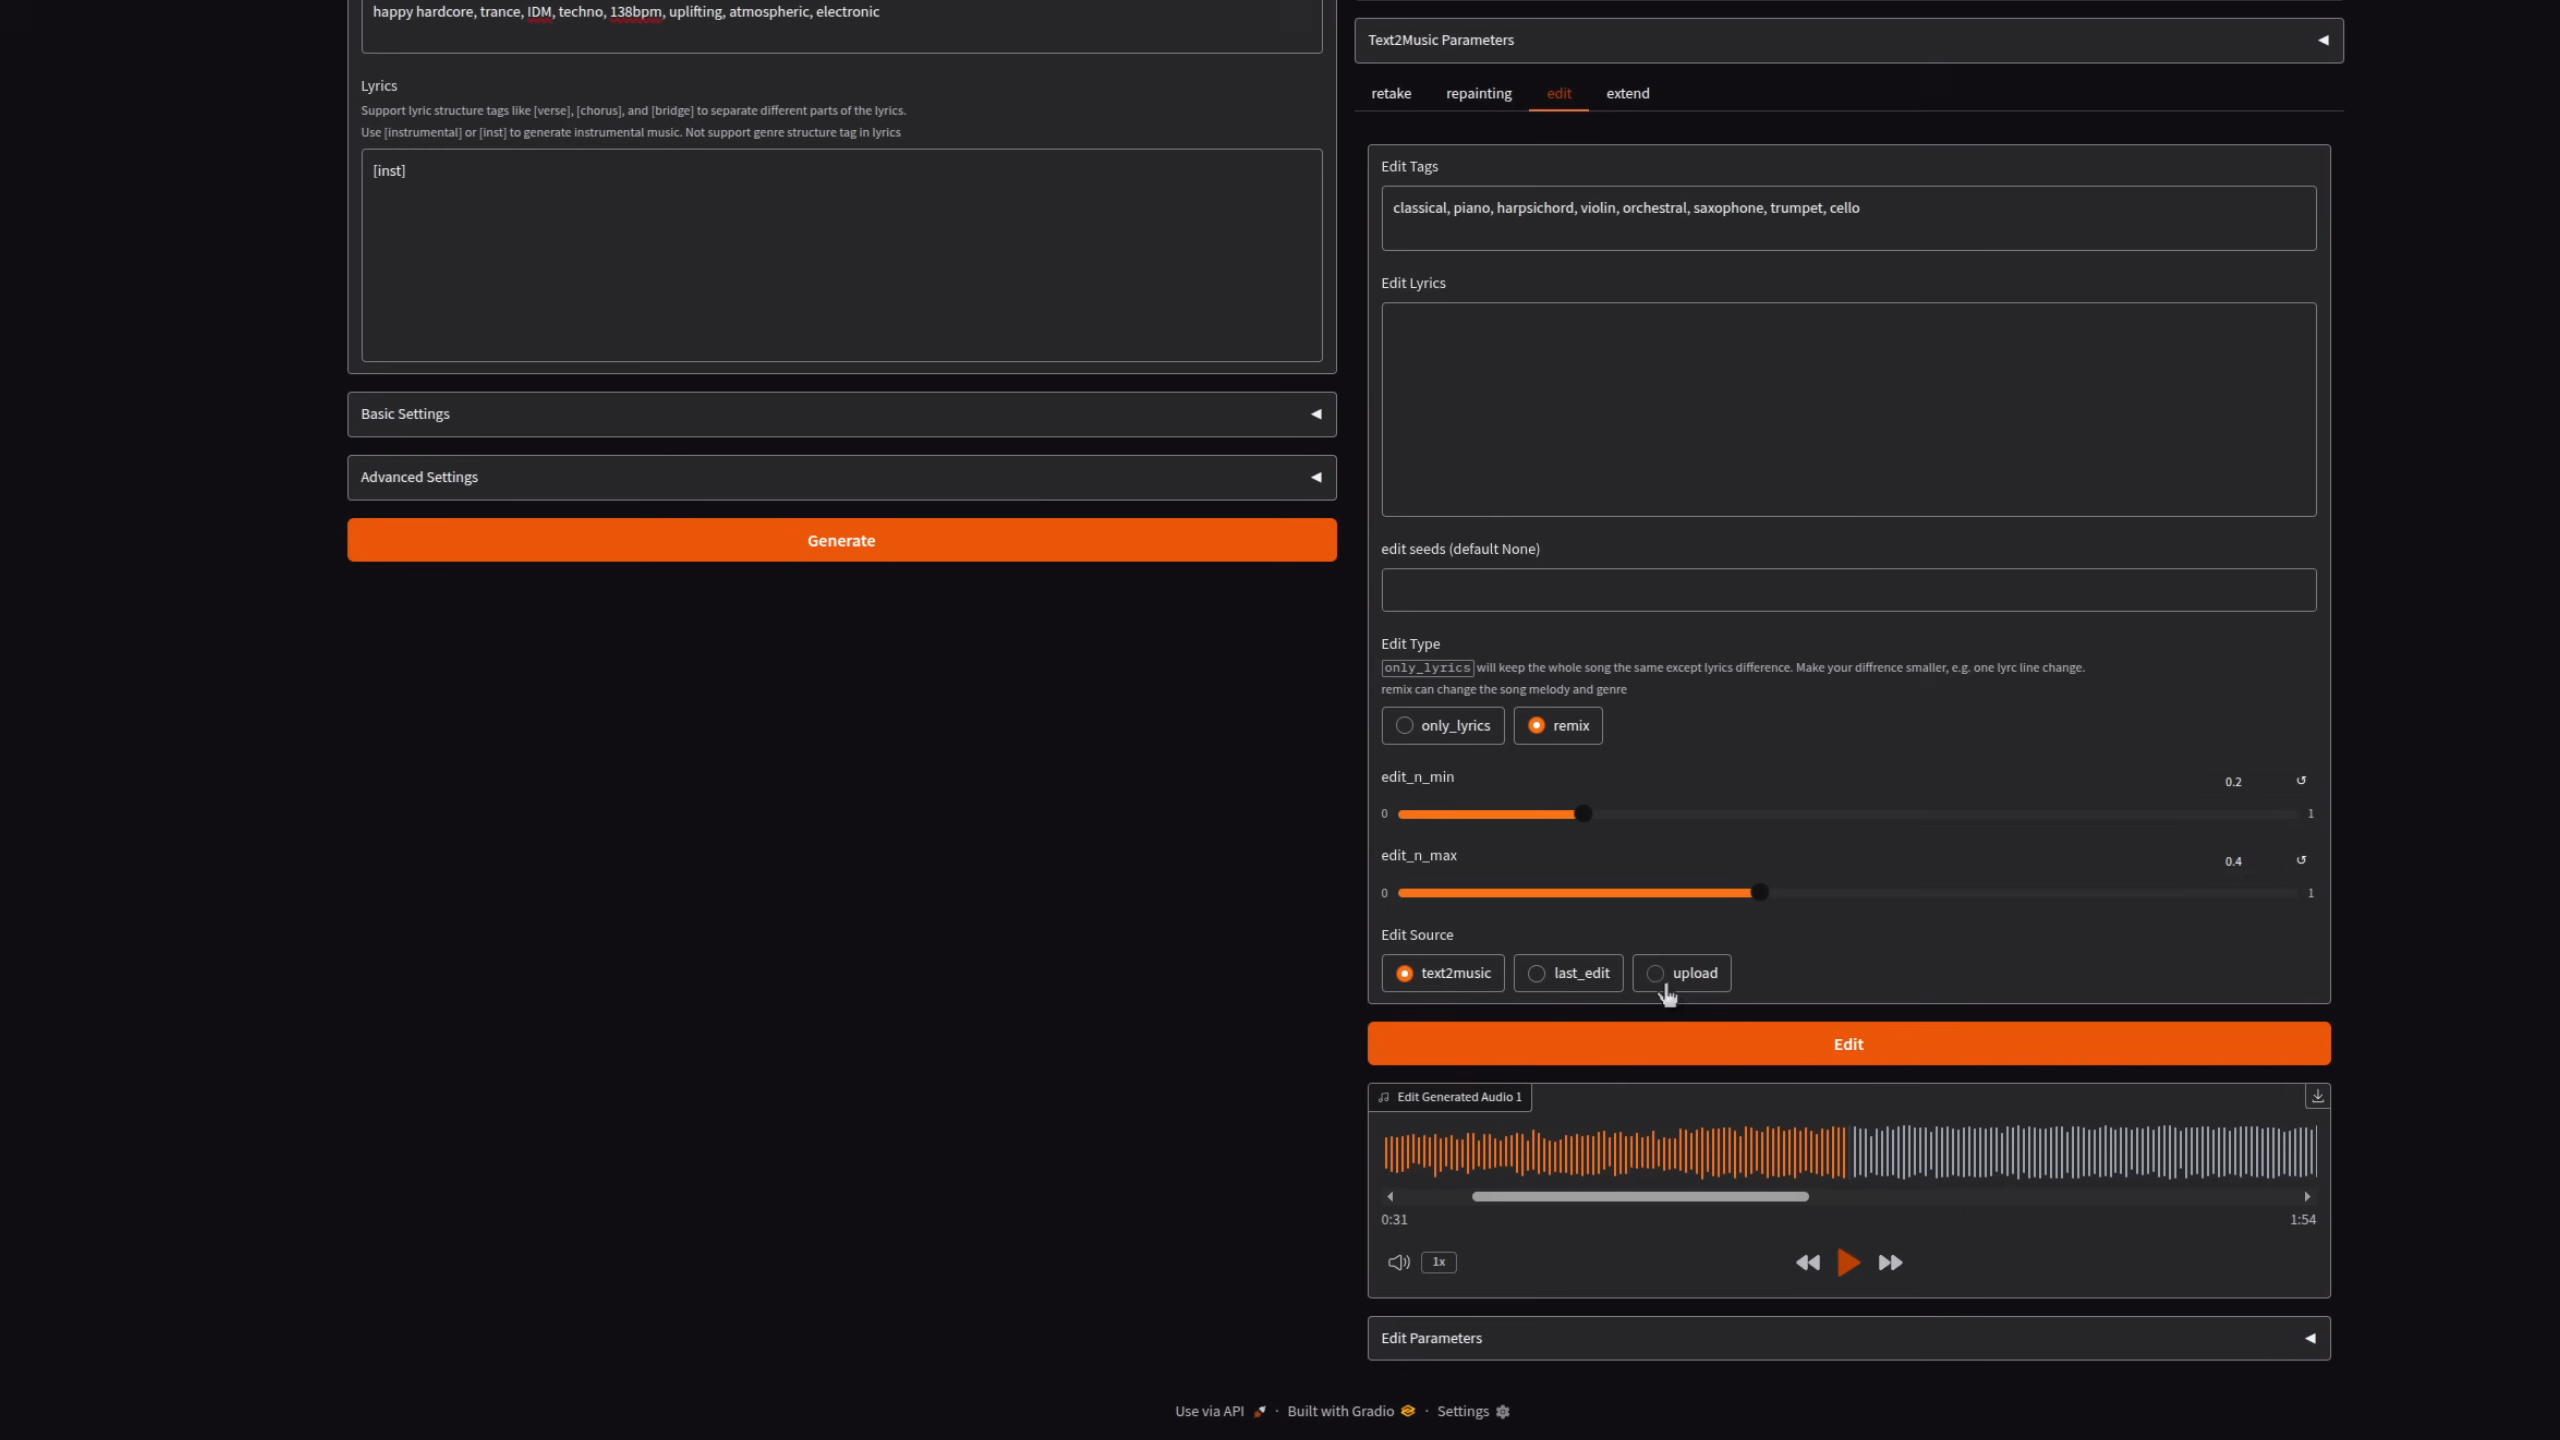 happy hardcore, trance, IDM, techno, 138bpm, uplifting, atmospheric, electronic
Lyrics
Support lyric structure tags like [verse], [chorus], and [bridge] to separate different parts of the lyrics.
Use [instrumental] or [inst] to generate instrumental music. Not support genre structure tag in lyrics
[inst]
Basic Settings
Advanced Settings
Generate
Text2Music Parameters
retake repainting edit extend
Edit Tags
classical, piano, harpsichord, violin, orchestral, saxophone, trumpet, cello
Edit Lyrics
edit seeds (default None)
Edit Type
only_lyrics will keep the whole song the same except lyrics difference. Make your diffrence smaller, e.g. one lyrc line change.
remix can change the song melody and genre
only_lyrics remix
edit_n_min 0.2
0 1
edit_n_max 0.4
0 1
Edit Source
text2music last_edit upload
Edit
Edit Generated Audio 1
0:31 1:54
1x
Edit Parameters
Use via API · Built with Gradio · Settings